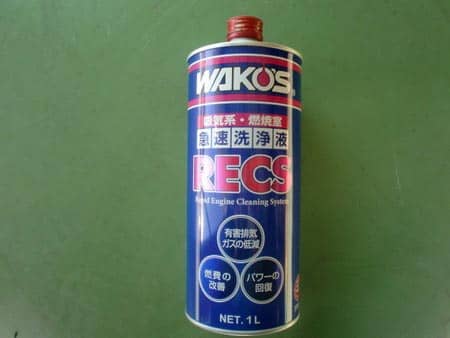 WAKO'S®
吸気系・燃焼室
急速洗浄液
RECS
Rapid Engine Cleaning System
有害排気
ガスの低減
燃費の
改善
パワーの
回復
NET. 1L